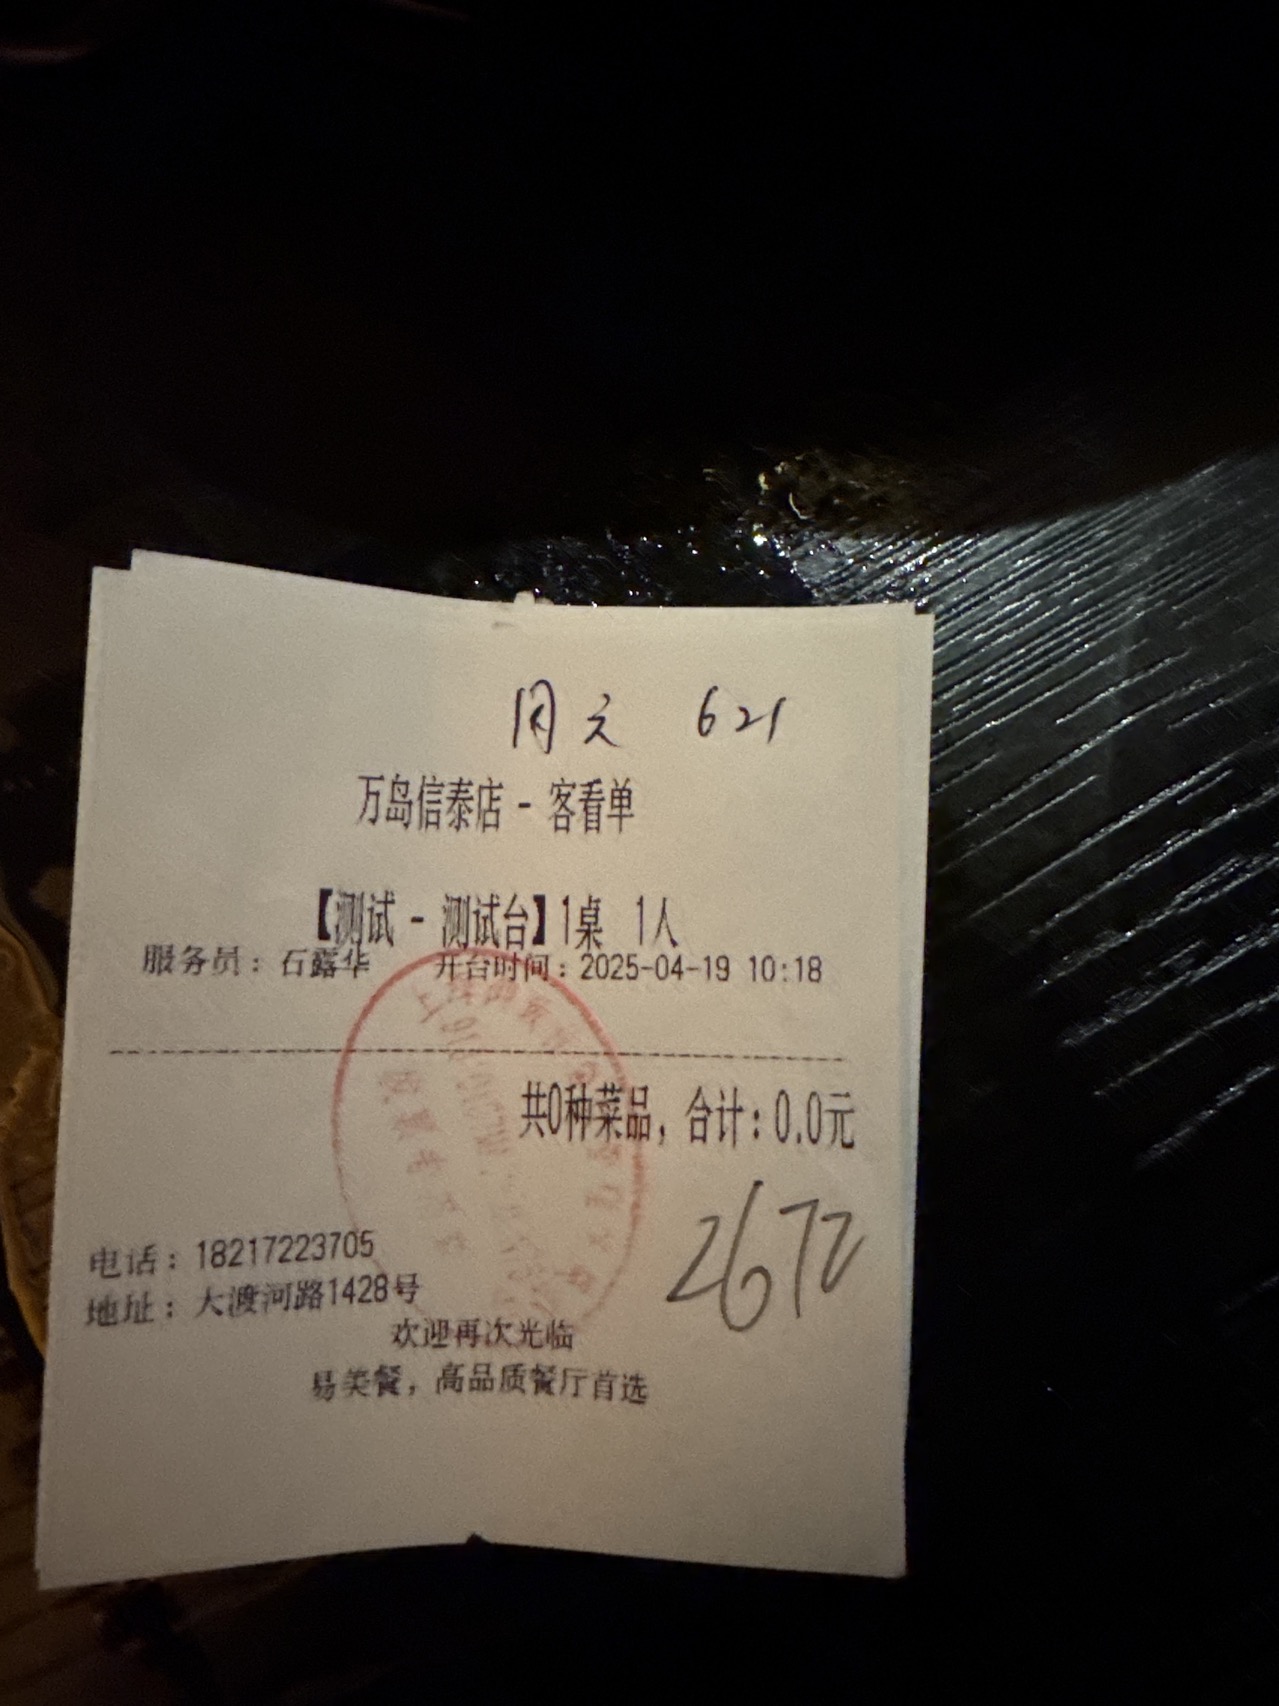 周元 621
万岛信泰店 - 客看单
【测试 - 测试台】1桌 1人
服务员：石露华 开台时间：2025-04-19 10:18
共0种菜品，合计：0.0元
2672
电话：18217223705
地址：大渡河路1428号
欢迎再次光临
易美餐，高品质餐厅首选